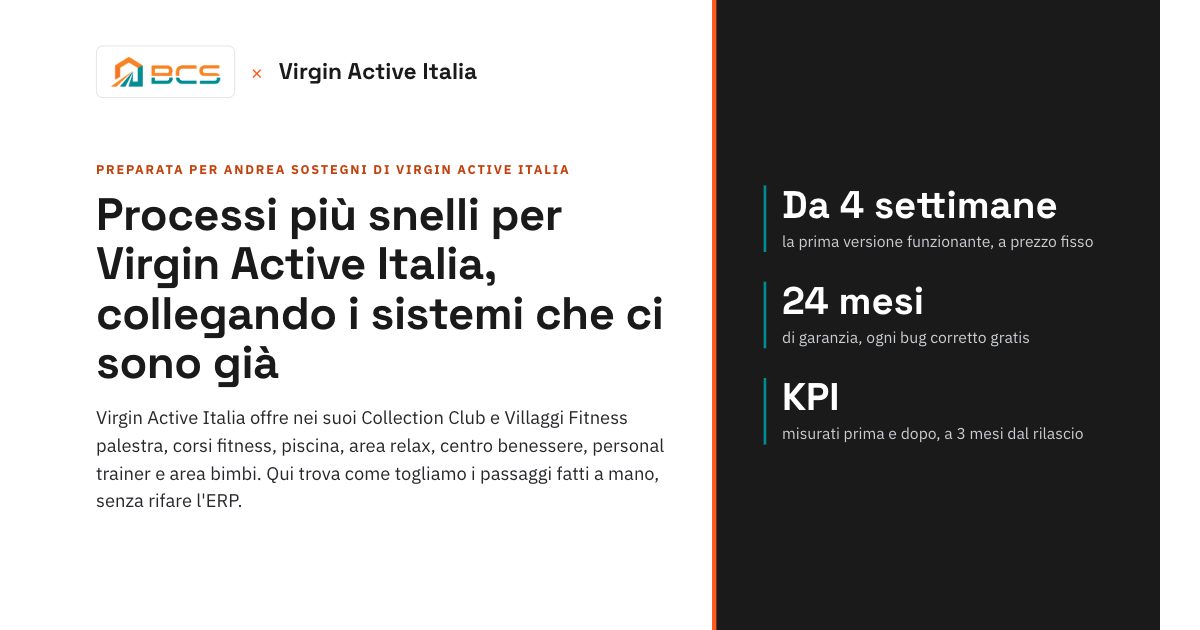 BCS × Virgin Active Italia
PREPARATA PER ANDREA SOSTEGNI DI VIRGIN ACTIVE ITALIA
Processi più snelli per
Virgin Active Italia,
collegando i sistemi che ci
sono già
Virgin Active Italia offre nei suoi Collection Club e Villaggi Fitness
palestra, corsi fitness, piscina, area relax, centro benessere, personal
trainer e area bimbi. Qui trova come togliamo i passaggi fatti a mano,
senza rifare l'ERP.
Da 4 settimane
la prima versione funzionante, a prezzo fisso
24 mesi
di garanzia, ogni bug corretto gratis
KPI
misurati prima e dopo, a 3 mesi dal rilascio